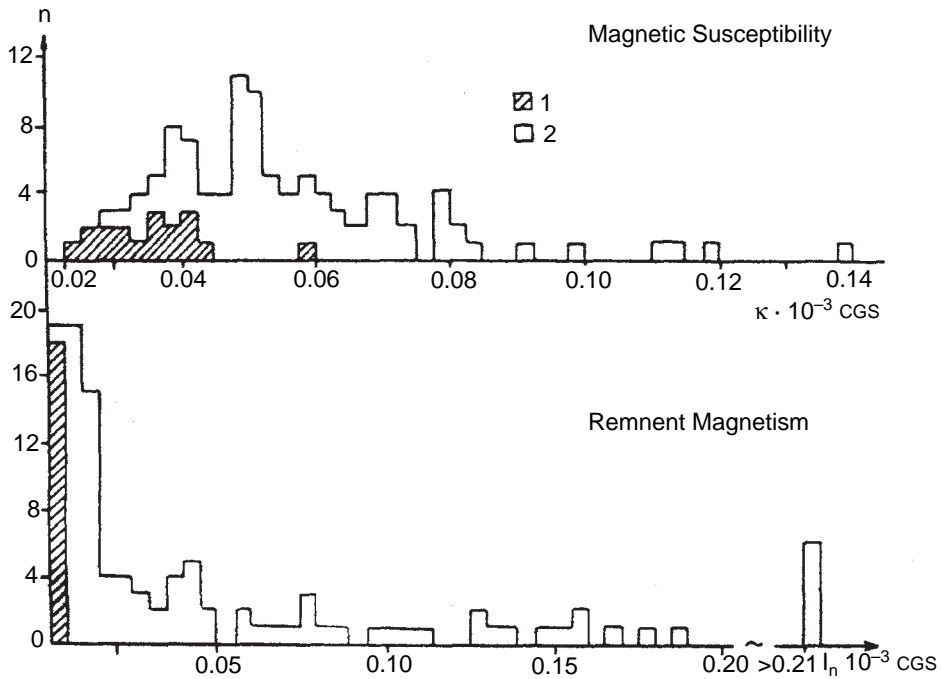 n
Magnetic Susceptibility
12
1
8
2
4
0
0.02 0.04 0.06 0.08 0.10 0.12 0.14
κ · 10⁻³ CGS
20
16
Remnent Magnetism
12
8
4
0
0.05 0.10 0.15 0.20 ~ >0.21 Iₙ 10⁻³ CGS